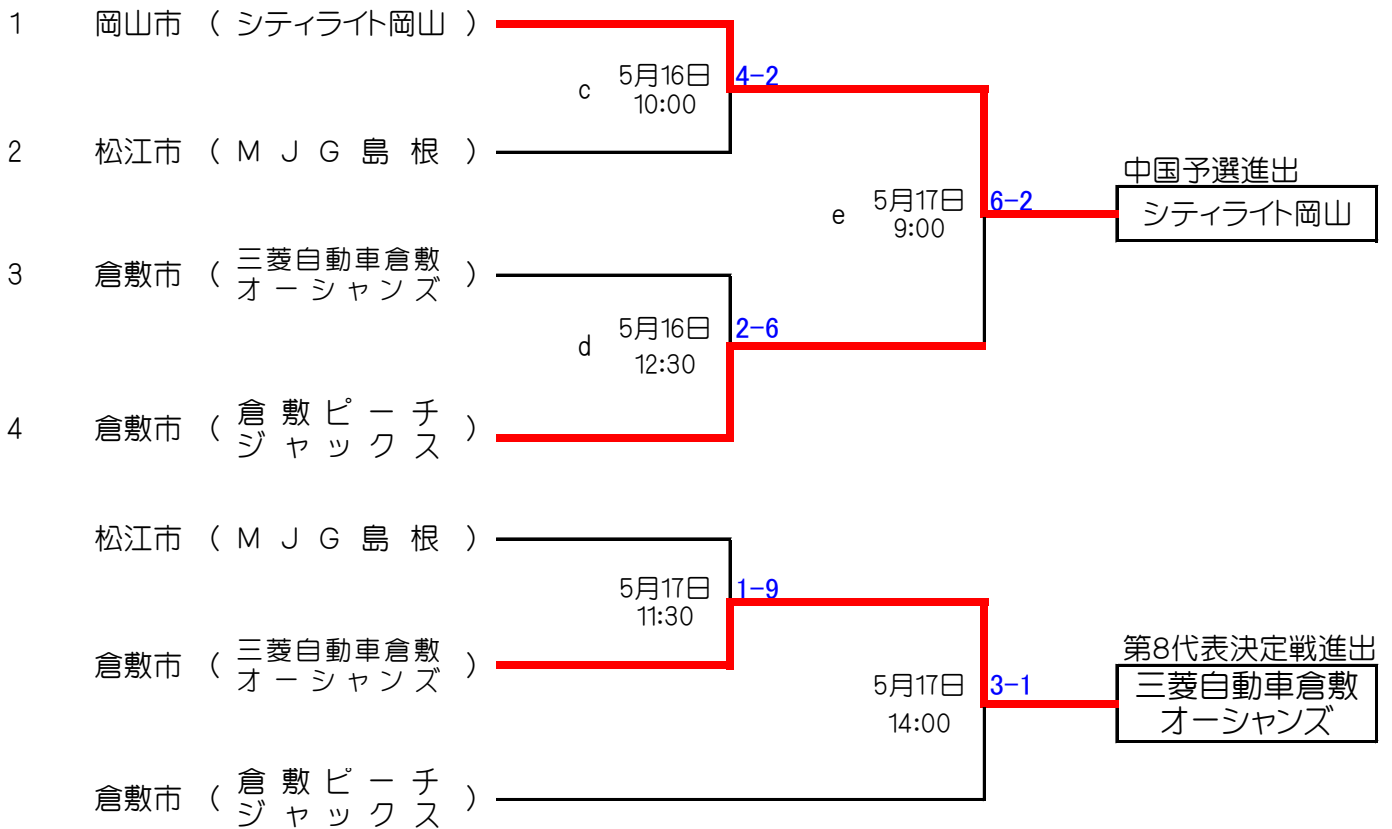 1 岡山市 ( シティライト岡山 )
c 5月16日 4-2
10:00
2 松江市 ( M J G 島 根 )
中国予選進出
シティライト岡山
e 5月17日 6-2
9:00
3 倉敷市 ( 三菱自動車倉敷
オ ー シ ャ ン ズ )
d 5月16日 2-6
12:30
4 倉敷市 ( 倉 敷 ピ ー チ
ジ ャ ッ ク ス )
松江市 ( M J G 島 根 )
5月17日 1-9
11:30
倉敷市 ( 三菱自動車倉敷
オ ー シ ャ ン ズ )
第8代表決定戦進出
三菱自動車倉敷
オーシャンズ
5月17日 3-1
14:00
倉敷市 ( 倉 敷 ピ ー チ
ジ ャ ッ ク ス )